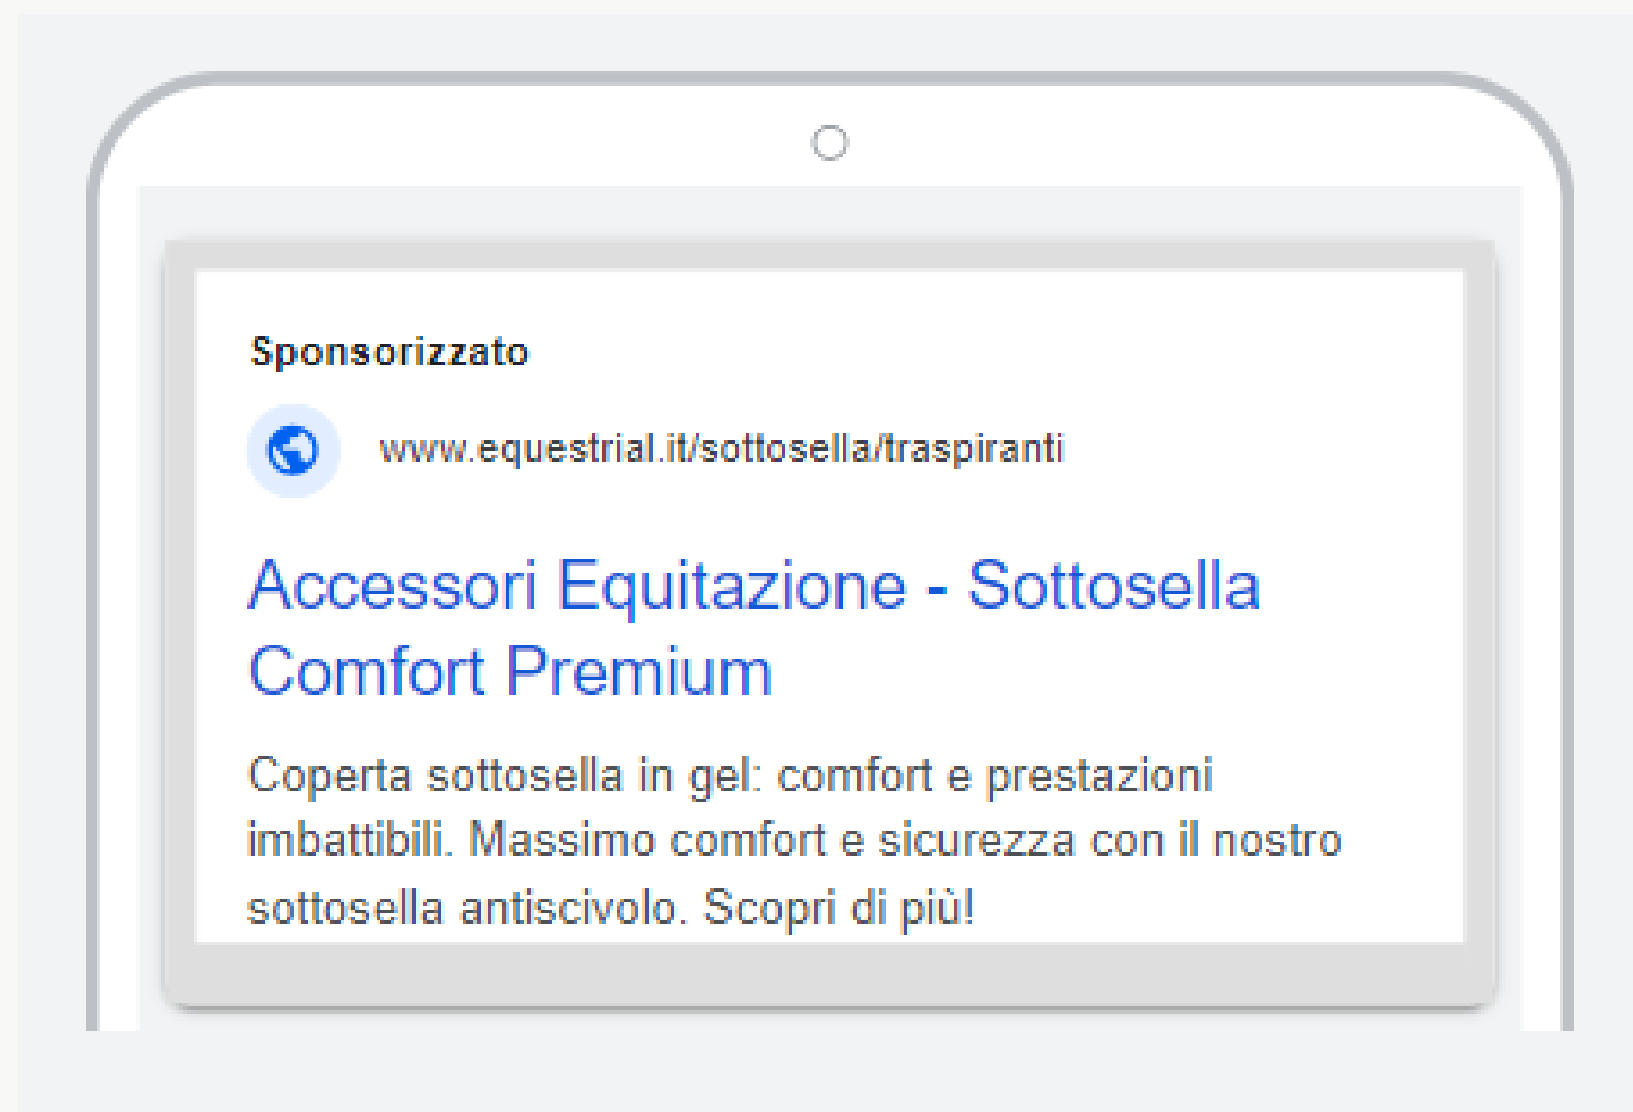 Sponsorizzato
www.equestrial.it/sottosella/traspiranti
Accessori Equitazione - Sottosella
Comfort Premium
Coperta sottosella in gel: comfort e prestazioni
imbattibili. Massimo comfort e sicurezza con il nostro
sottosella antiscivolo. Scopri di più!